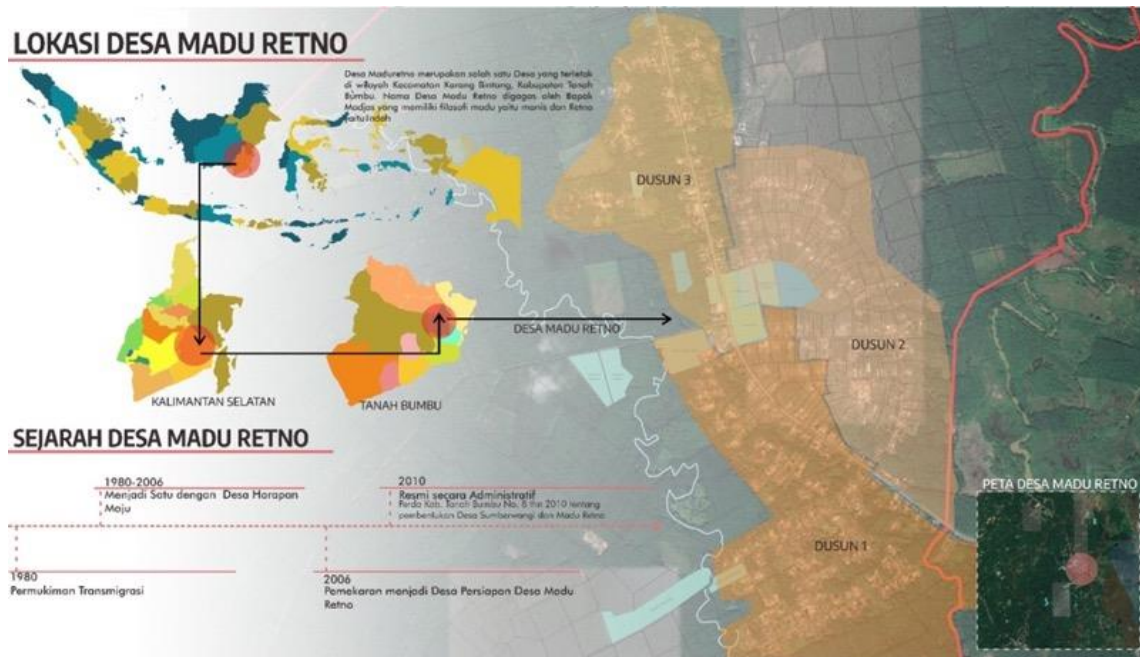 LOKASI DESA MADU RETNO
Desa Maduretno merupakan salah satu Desa yang terletak
di wilayah Kecamatan Karang Bintang, Kabupaten Tanah
Bumbu. Nama Desa Madu Retno digagas oleh Bapak
Madjas yang memiliki filosofi madu yaitu manis dan Retno
yaitu Indah
KALIMANTAN SELATAN
TANAH BUMBU
DESA MADU RETNO
DUSUN 3
DUSUN 2
DUSUN 1
PETA DESA MADU RETNO
SEJARAH DESA MADU RETNO
1980-2006
Menjadi Satu dengan Desa Harapan
Maju
2010
Resmi secara Administratif
Perda Kab. Tanah Bumbu No. 8 thn 2010 tentang
pembentukan Desa Sumberwangi dan Madu Retno
1980
Permukiman Transmigrasi
2006
Pemekaran menjadi Desa Persiapan Desa Madu
Retno